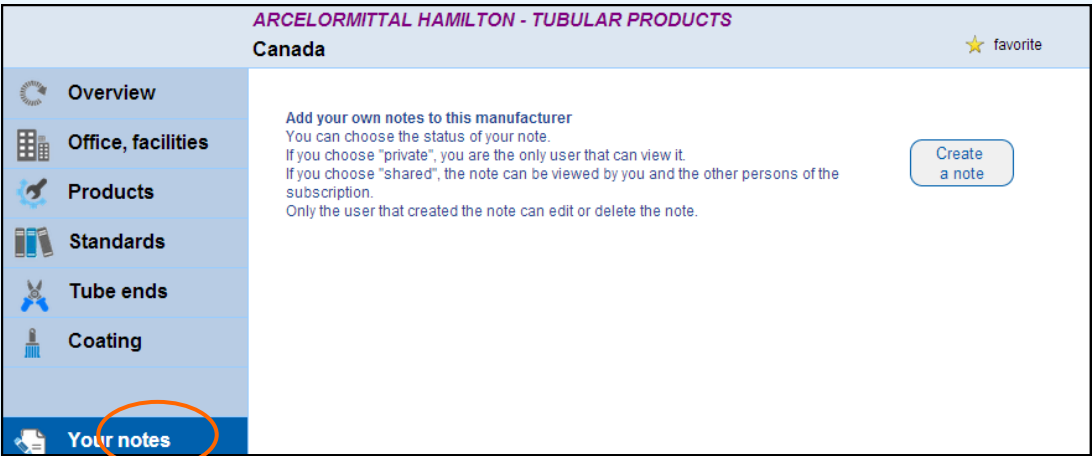 ARCELORMITTAL HAMILTON - TUBULAR PRODUCTS
Canada
favorite
Overview
Office, facilities
Products
Standards
Tube ends
Coating
Your notes
Add your own notes to this manufacturer
You can choose the status of your note.
If you choose "private", you are the only user that can view it.
If you choose "shared", the note can be viewed by you and the other persons of the
subscription.
Only the user that created the note can edit or delete the note.
Create
a note